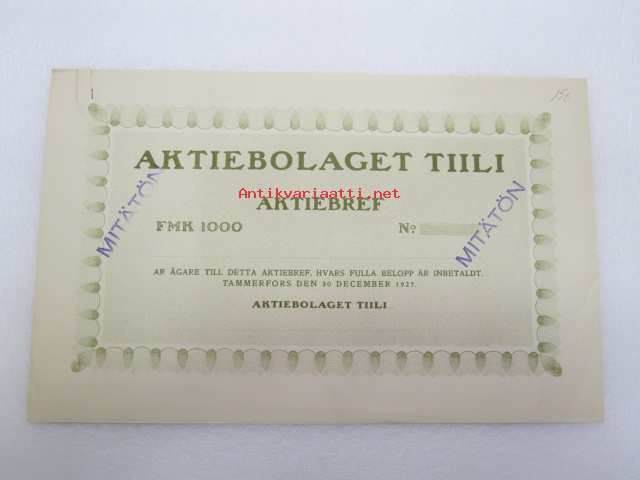 150
AKTIEBOLAGET TIILI
Antikvariaatti.net
AKTIEBREF
MITÄTÖN
MITÄTÖN
FMK 1000 No
ÄR ÄGARE TILL DETTA AKTIEBREF, HVARS FULLA BELOPP ÄR INBETALDT.
TAMMERFORS DEN 30 DECEMBER 1927.
AKTIEBOLAGET TIILI